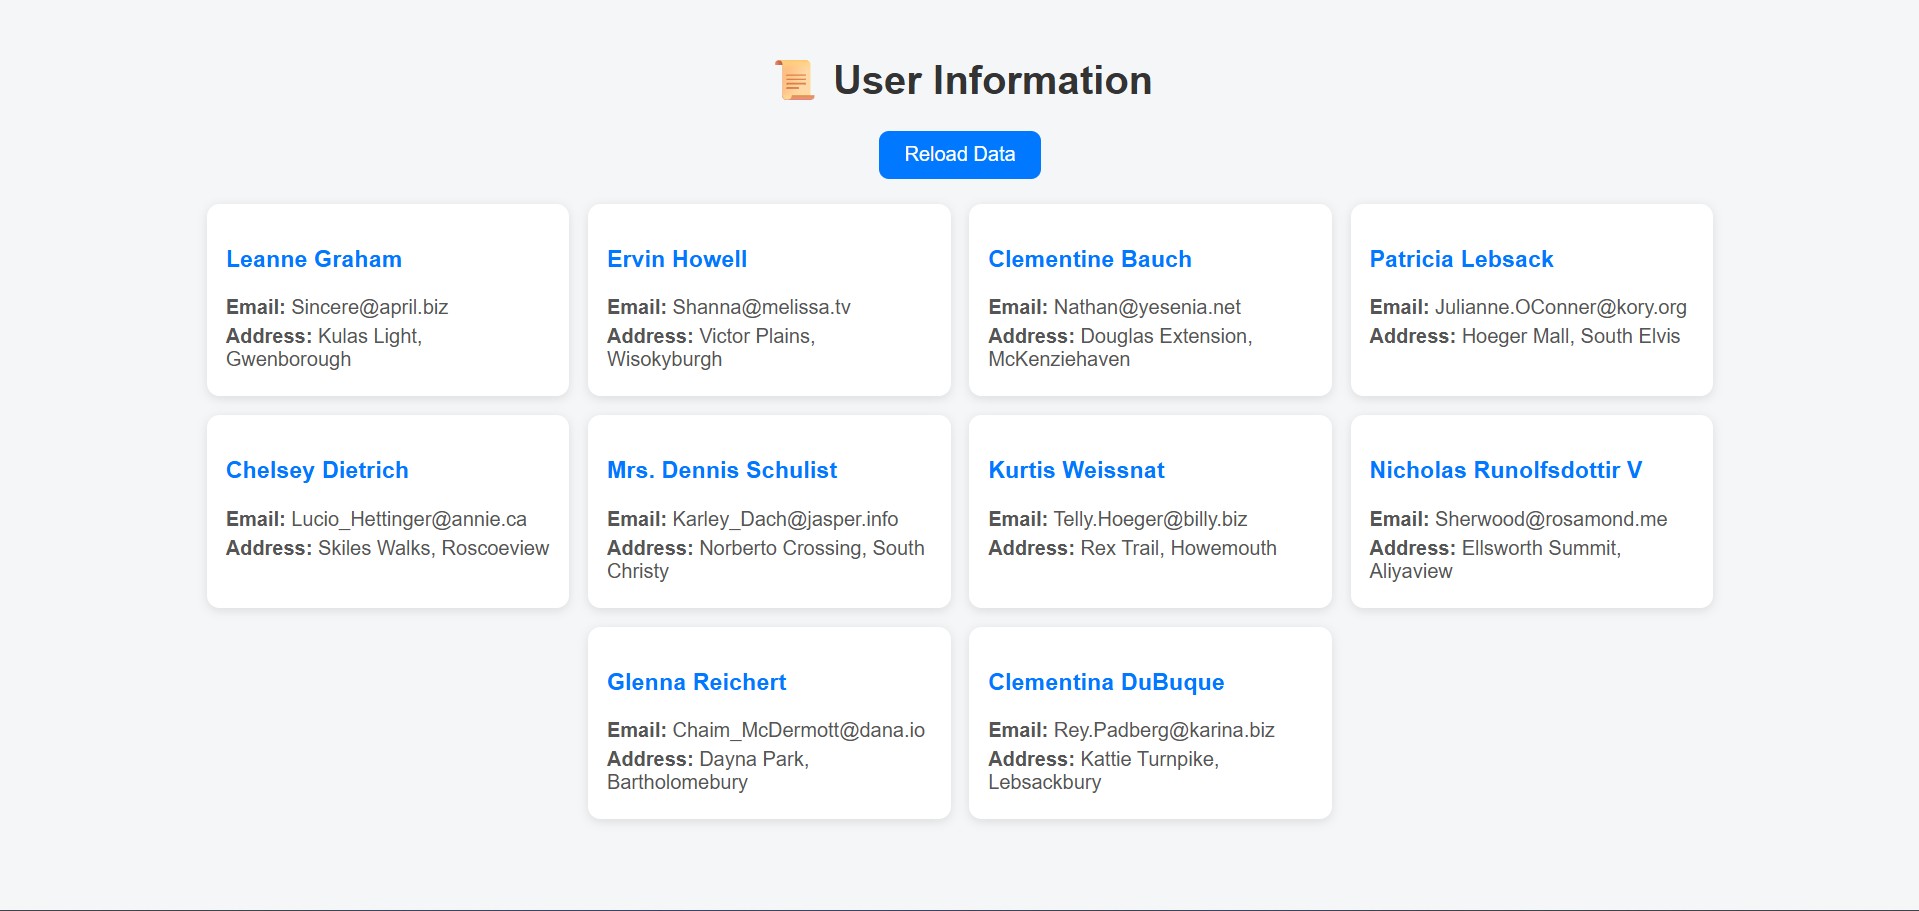 📜 User Information
Reload Data
Leanne Graham
Email: Sincere@april.biz
Address: Kulas Light,
Gwenborough
Ervin Howell
Email: Shanna@melissa.tv
Address: Victor Plains,
Wisokyburgh
Clementine Bauch
Email: Nathan@yesenia.net
Address: Douglas Extension,
McKenziehaven
Patricia Lebsack
Email: Julianne.OConner@kory.org
Address: Hoeger Mall, South Elvis
Chelsey Dietrich
Email: Lucio_Hettinger@annie.ca
Address: Skiles Walks, Roscoeview
Mrs. Dennis Schulist
Email: Karley_Dach@jasper.info
Address: Norberto Crossing, South
Christy
Kurtis Weissnat
Email: Telly.Hoeger@billy.biz
Address: Rex Trail, Howemouth
Nicholas Runolfsdottir V
Email: Sherwood@rosamond.me
Address: Ellsworth Summit,
Aliyaview
Glenna Reichert
Email: Chaim_McDermott@dana.io
Address: Dayna Park,
Bartholomebury
Clementina DuBuque
Email: Rey.Padberg@karina.biz
Address: Kattie Turnpike,
Lebsackbury